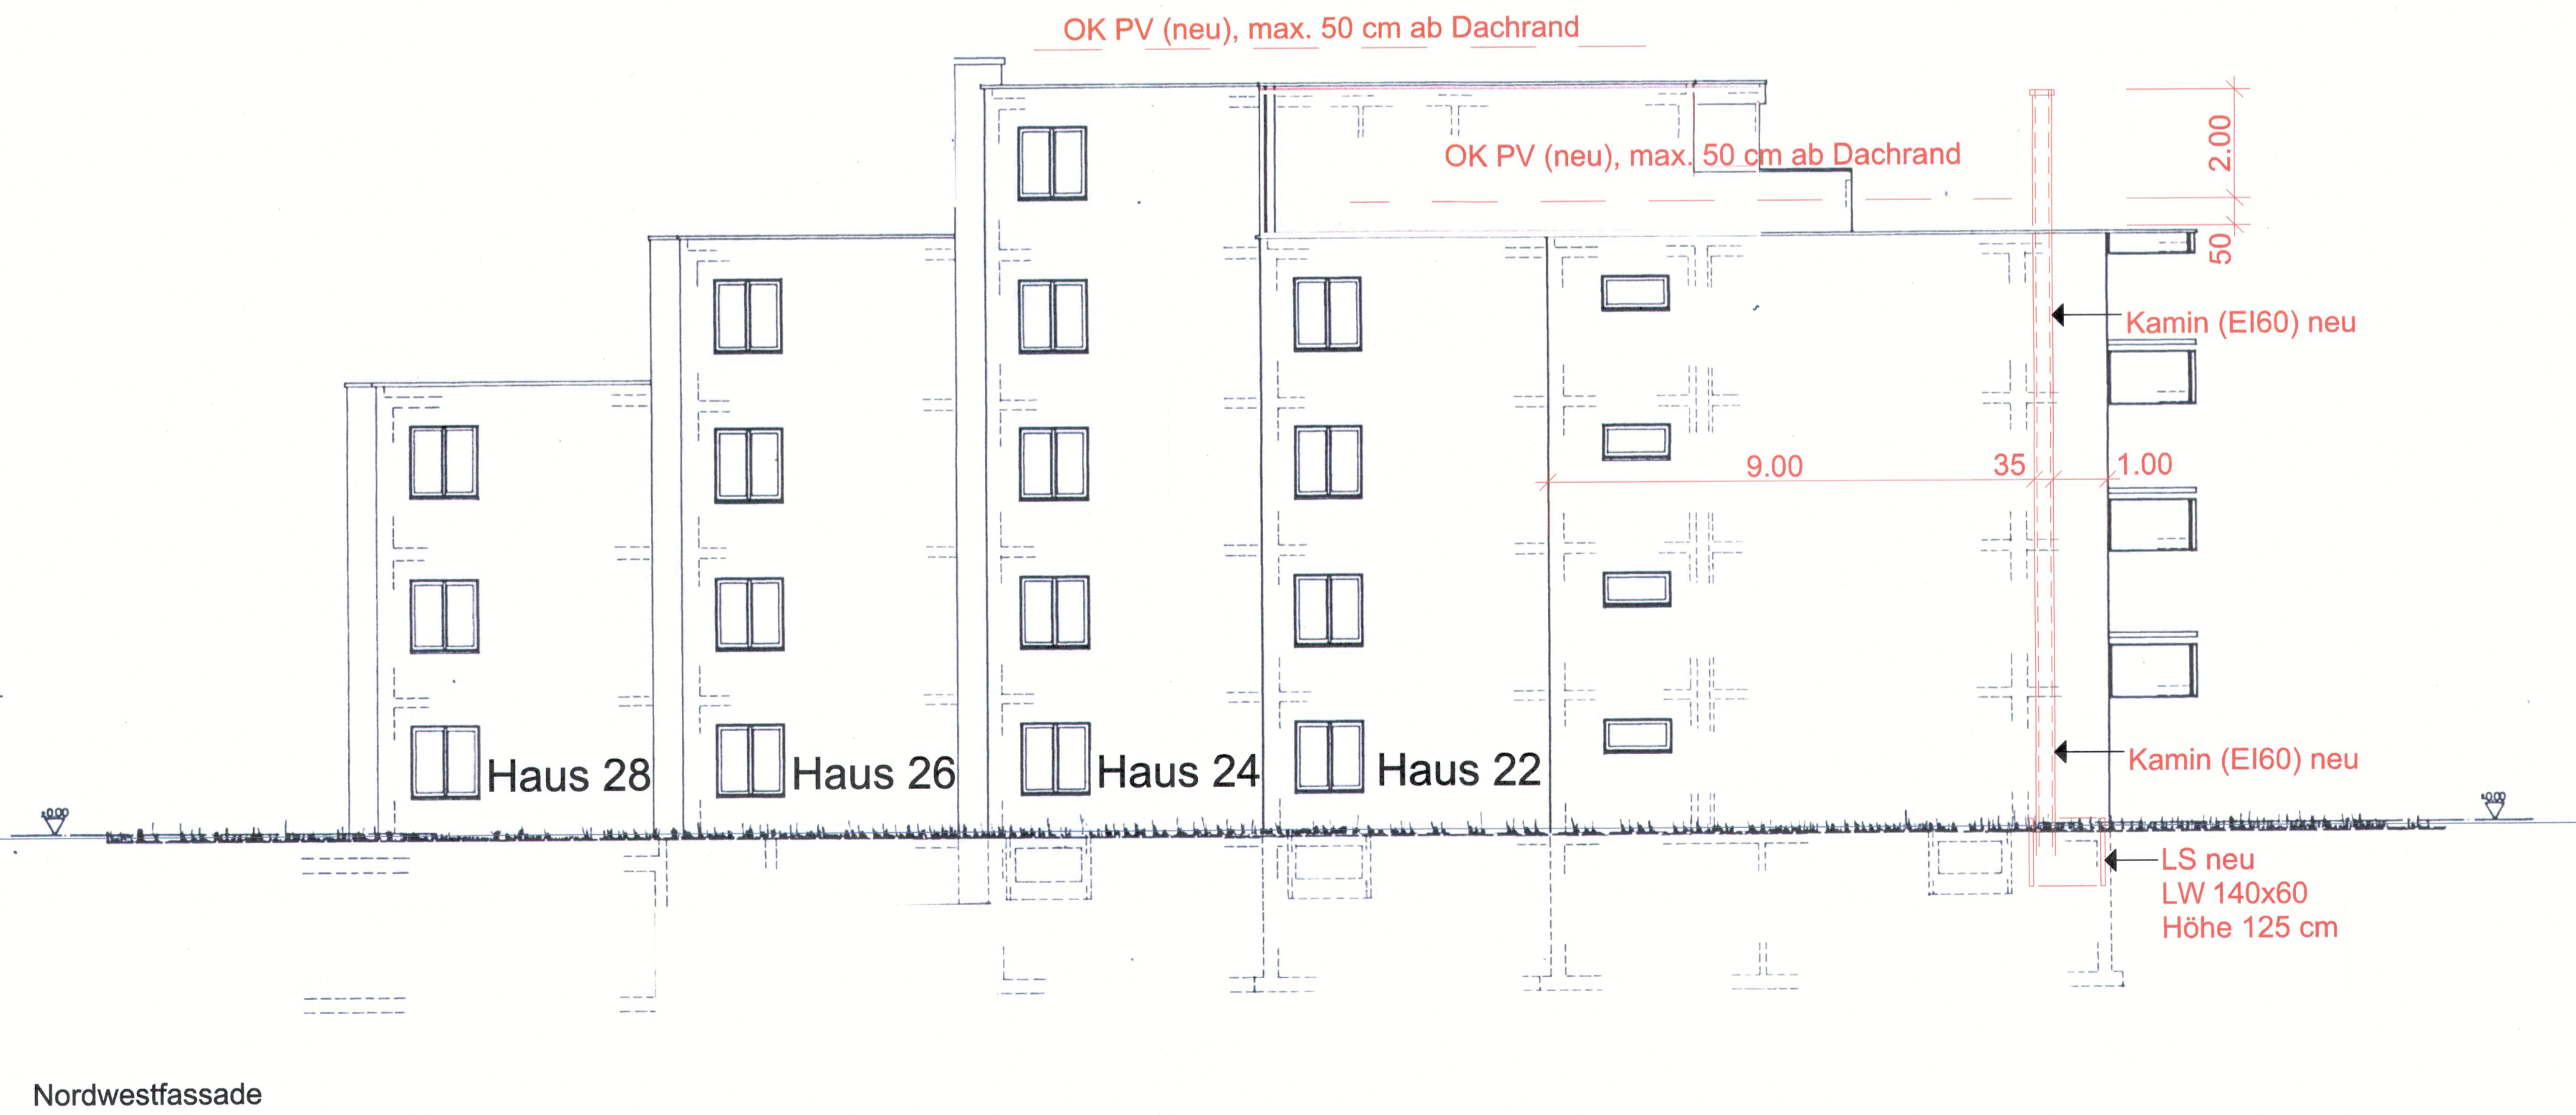 OK PV (neu), max. 50 cm ab Dachrand
OK PV (neu), max. 50 cm ab Dachrand
2.00
50
Kamin (EI60) neu
9.00
35
1.00
Kamin (EI60) neu
Haus 28
Haus 26
Haus 24
Haus 22
±0.00
±0.00
LS neu
LW 140x60
Höhe 125 cm
Nordwestfassade